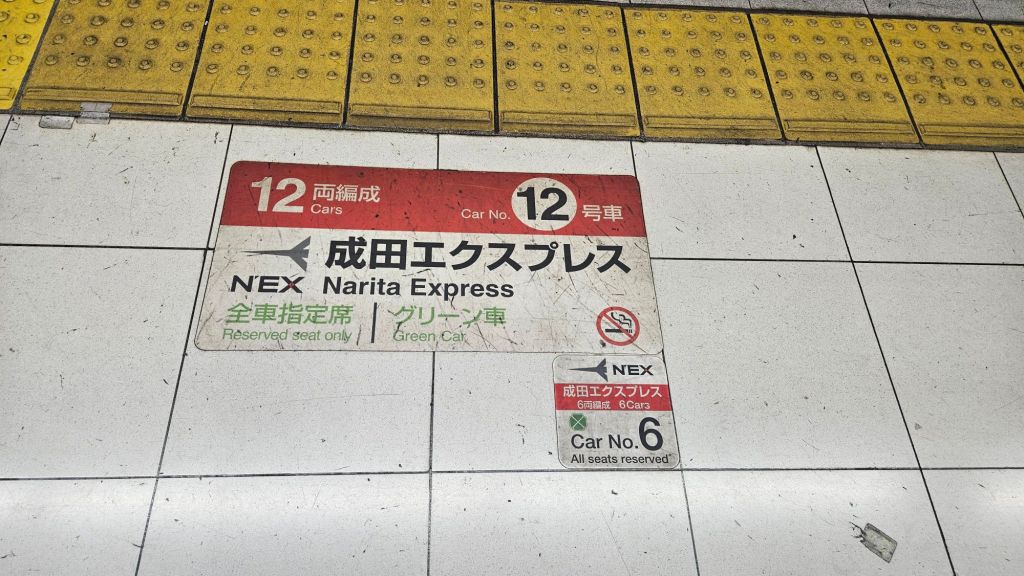 12 両編成 Car No. 12 号車
Cars
成田エクスプレス
N'EX Narita Express
全車指定席 | グリーン車
Reserved seat only Green Car
N'EX
成田エクスプレス
6両編成 6Cars
Car No. 6
All seats reserved